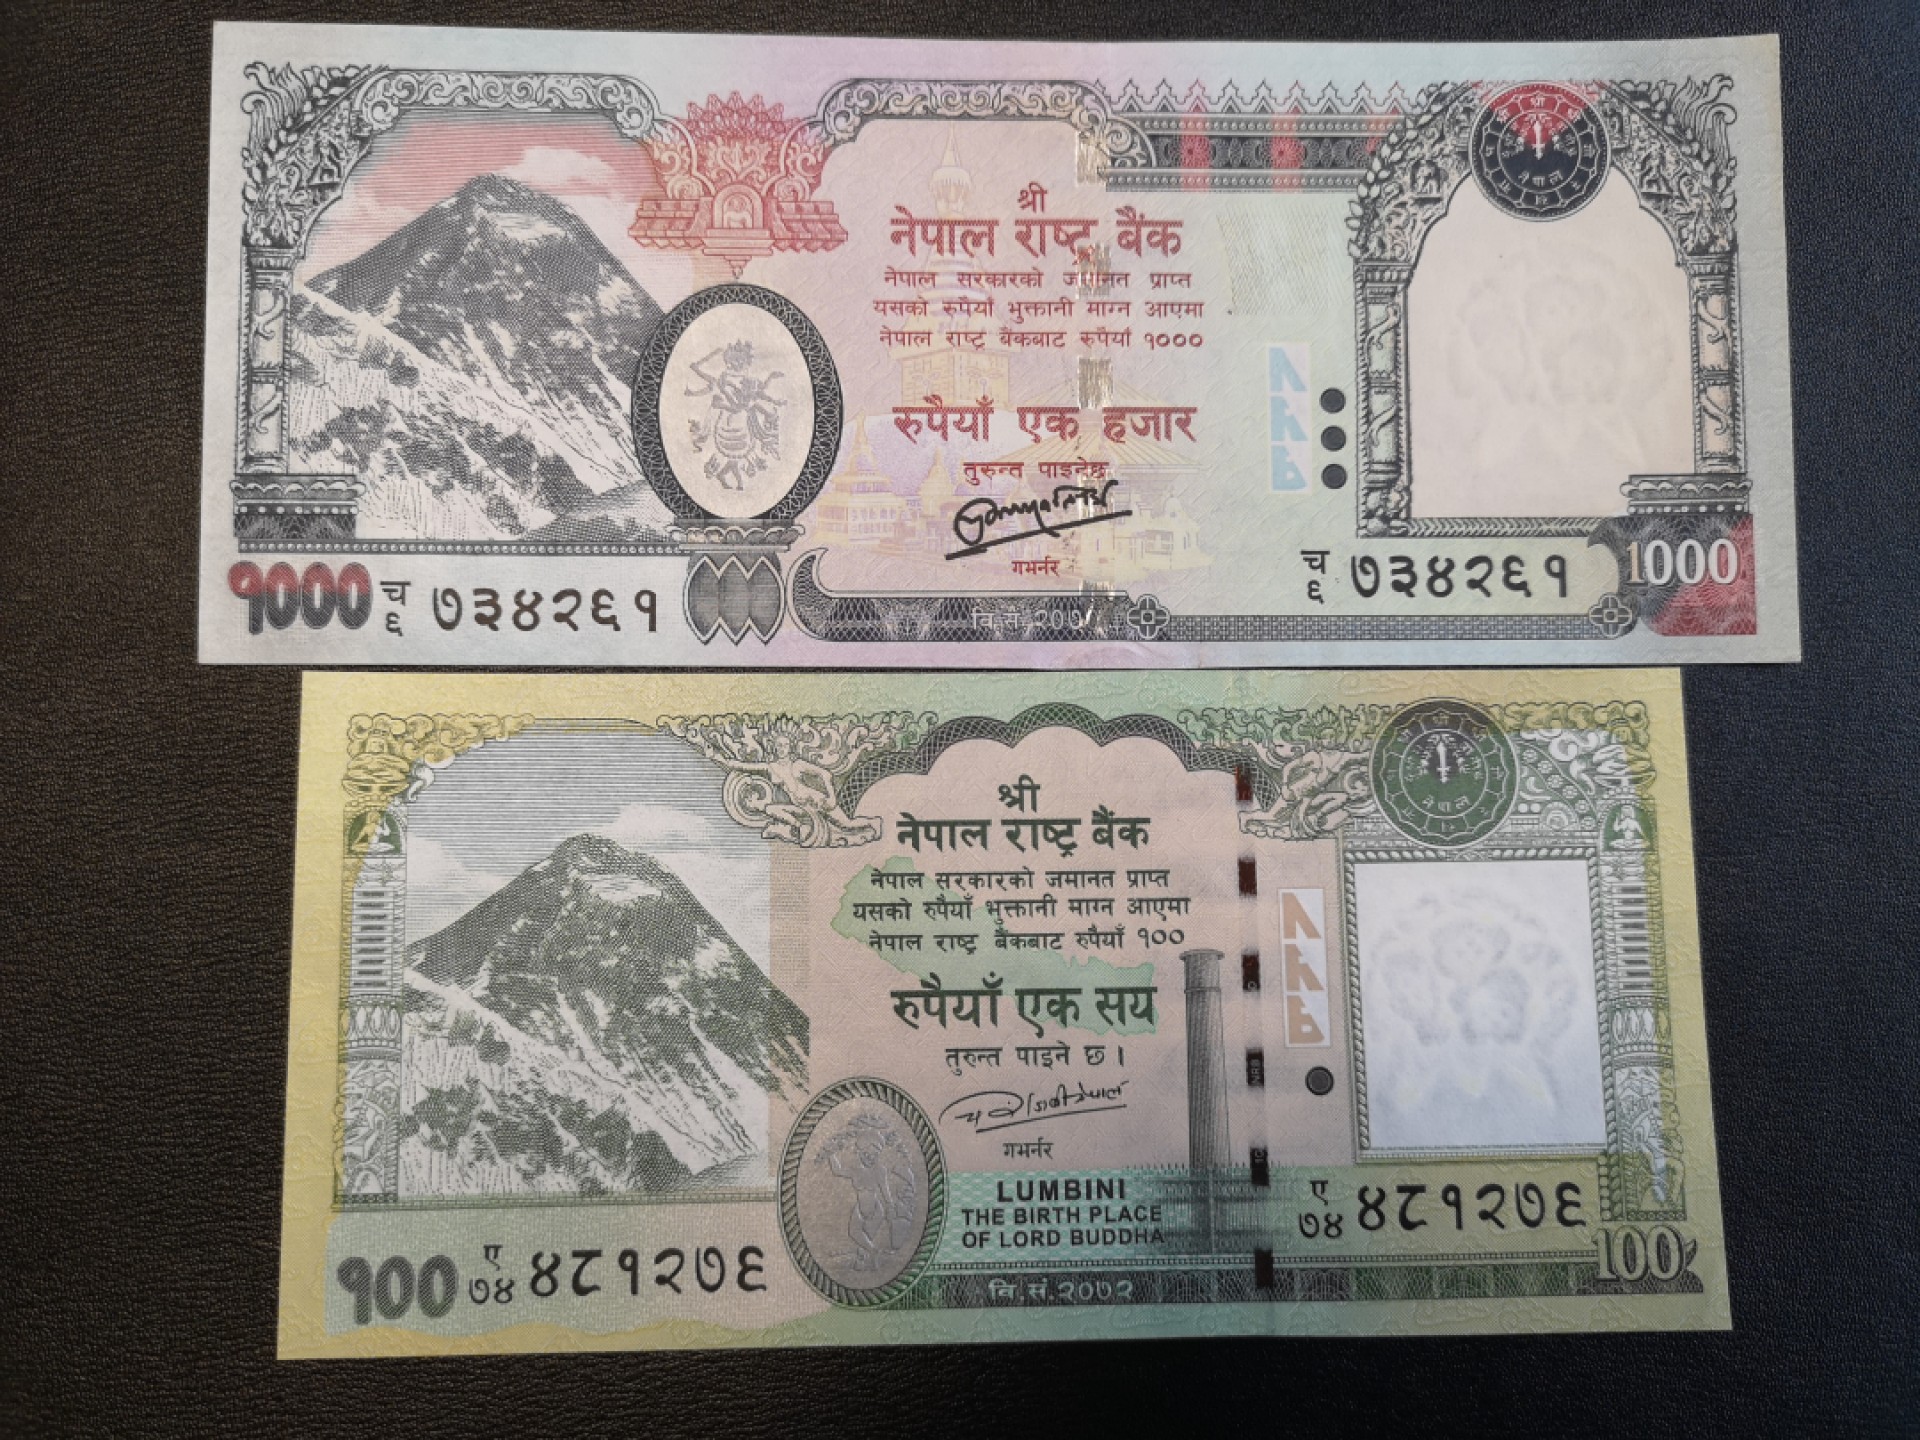 श्री
नेपाल राष्ट्र बैंक
नेपाल सरकारको जमानत प्राप्त
यसको रुपैयाँ भुक्तानी माग्न आएमा
नेपाल राष्ट्र बैंकबाट रुपैयाँ १०००
रुपैयाँ एक हजार
तुरुन्त पाइनेछ
गभर्नर
१००० च ६ ७३४२६१
च ६ ७३४२६१ 1000
वि.सं.
श्री
नेपाल राष्ट्र बैंक
नेपाल सरकारको जमानत प्राप्त
यसको रुपैयाँ भुक्तानी माग्न आएमा
नेपाल राष्ट्र बैंकबाट रुपैयाँ १००
रुपैयाँ एक सय
तुरुन्त पाइने छ ।
गभर्नर
LUMBINI
THE BIRTH PLACE
OF LORD BUDDHA
ए ७४ ४८१२७६ 100
१०० ए ७४ ४८१२७६
वि.सं.२०७२